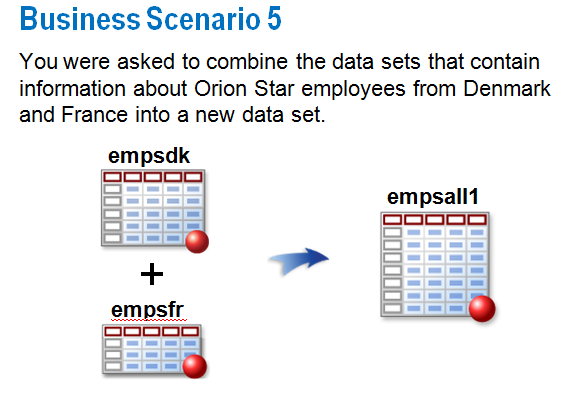 Business Scenario 5
You were asked to combine the data sets that contain
information about Orion Star employees from Denmark
and France into a new data set.
empsdk
empsall1
+
empsfr